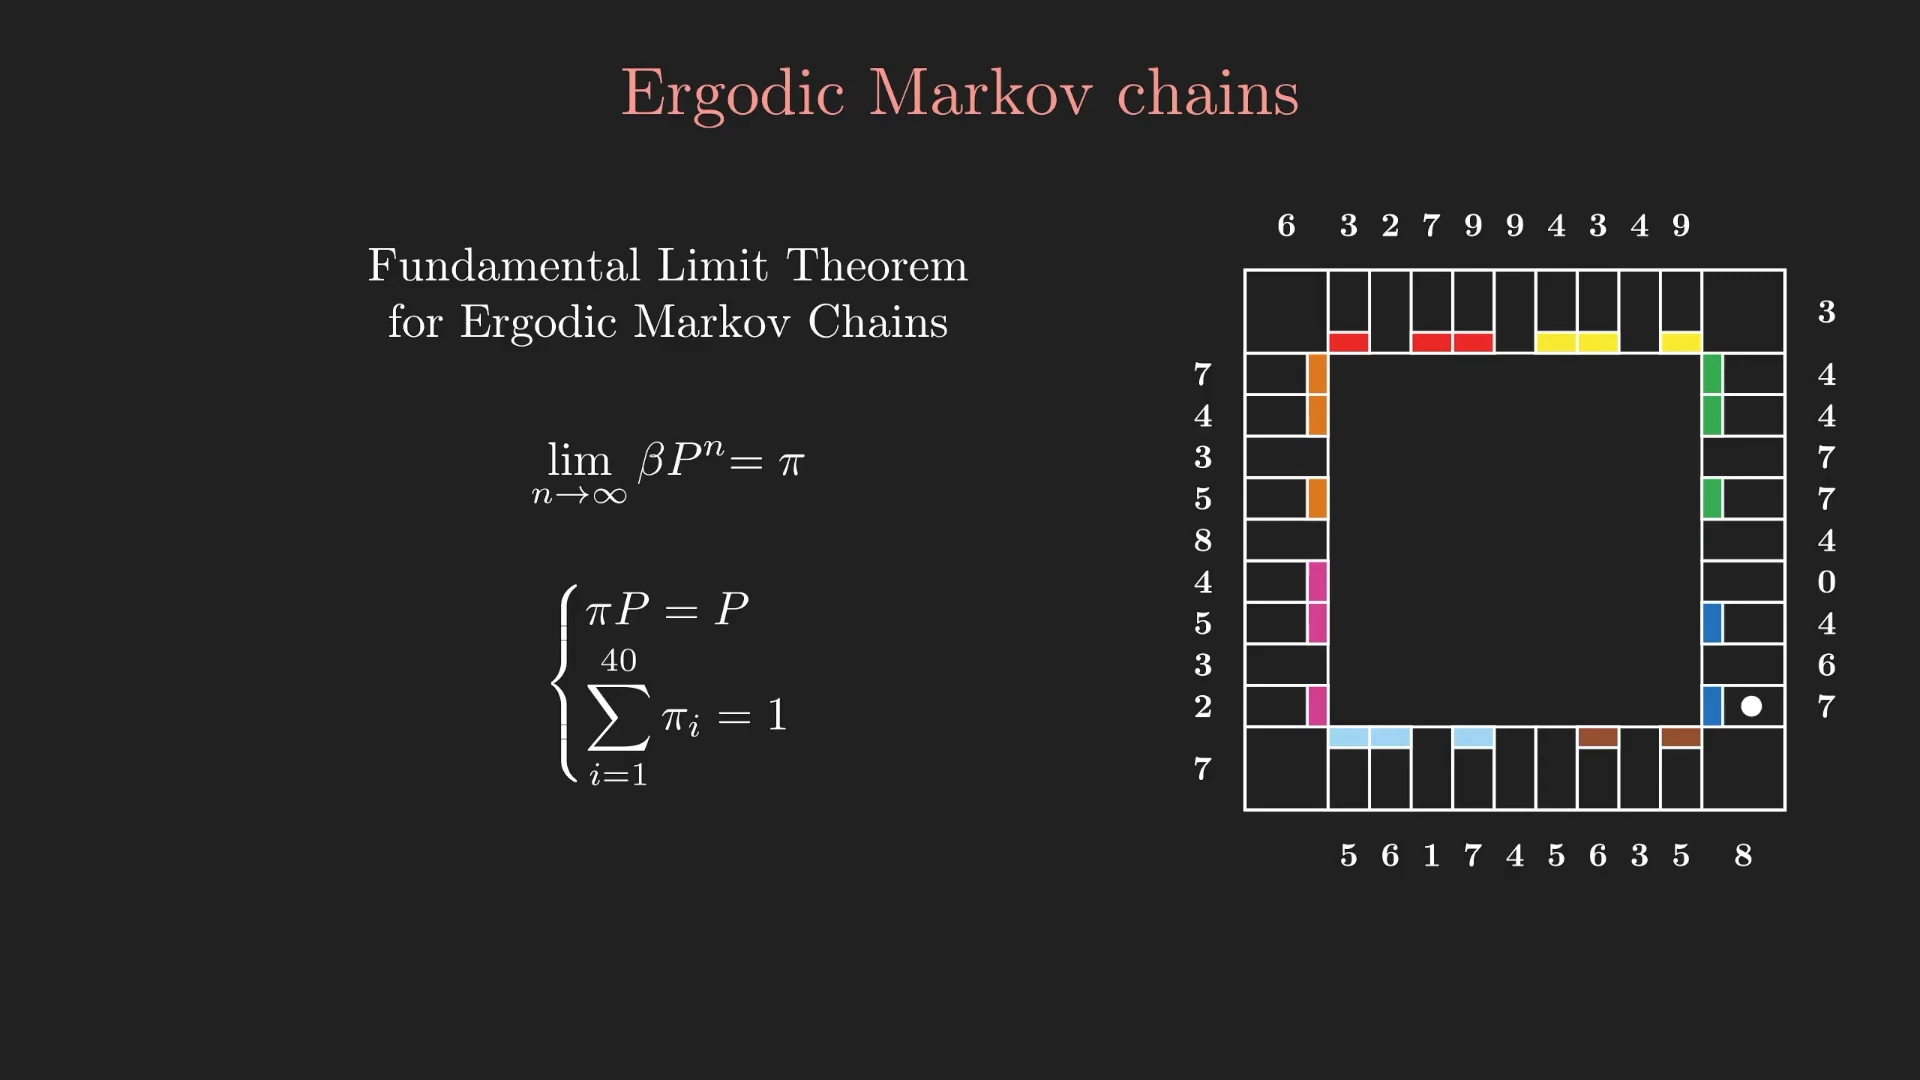 Ergodic Markov chains
Fundamental Limit Theorem
for Ergodic Markov Chains
lim βPⁿ = π
n→∞
πP = P
40
∑ πᵢ = 1
i=1
6 3 2 7 9 9 4 3 4 9
3
7 4
4 4
3 7
5 7
8 4
4 0
5 4
3 6
2 7
7
5 6 1 7 4 5 6 3 5 8